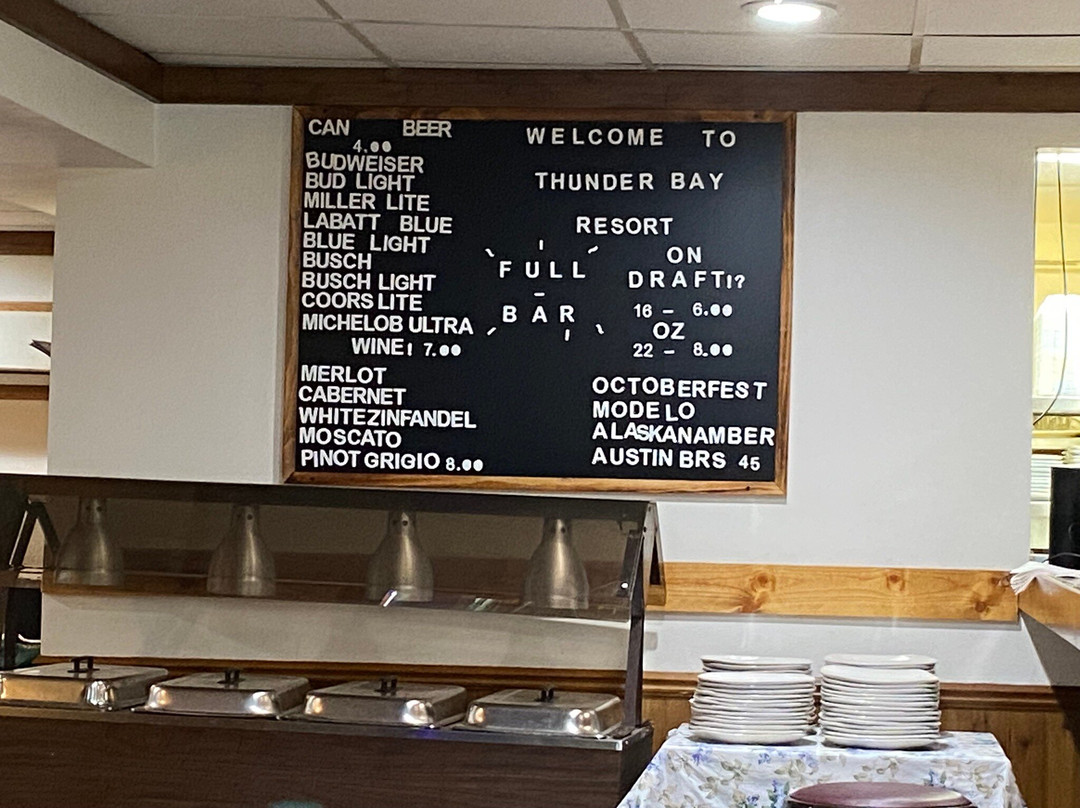 CAN BEER
4.00
BUDWEISER
BUD LIGHT
MILLER LITE
LABATT BLUE
BLUE LIGHT
BUSCH
BUSCH LIGHT
COORS LITE
MICHELOB ULTRA
WINE! 7.00
MERLOT
CABERNET
WHITEZINFANDEL
MOSCATO
PINOT GRIGIO 8.00
WELCOME TO
THUNDER BAY
RESORT
FULL
BAR
ON
DRAFT!?
16 - 6.00
OZ
22 - 8.00
OCTOBERFEST
MODELO
ALASKANAMBER
AUSTIN BRS 45